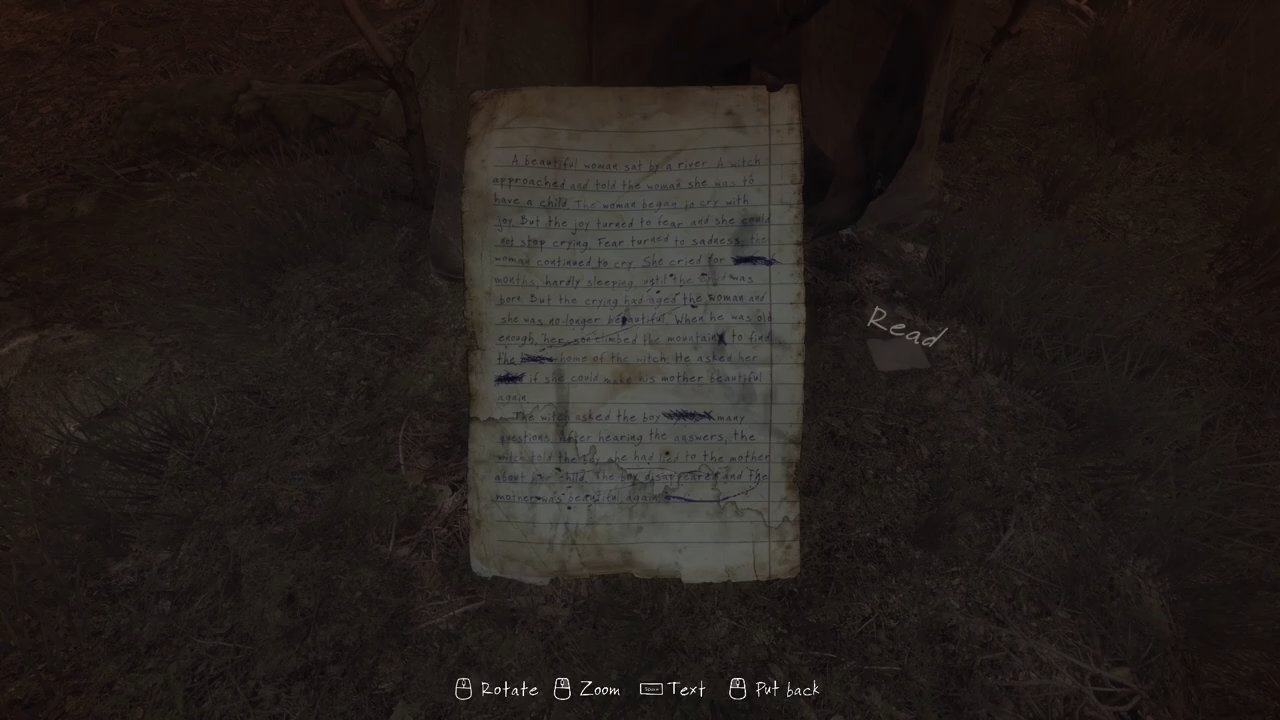 A beautiful woman sat by a river. A witch
approached and told the woman she was to
have a child. The woman began to cry with
joy. But the joy turned to fear and she could
not stop crying. Fear turned to sadness, the
woman continued to cry. She cried for
months, hardly sleeping, until the child was
born. But the crying had aged the woman and
she was no longer beautiful. When he was old
enough, her son climbed the mountain to find
the home of the witch. He asked her
if she could make his mother beautiful
again.
The witch asked the boy many
questions. After hearing the answers, the
witch told the boy she had lied to the mother
about her child. The boy disappeared and the
mother was beautiful again.
Read
Rotate Zoom Text Put back